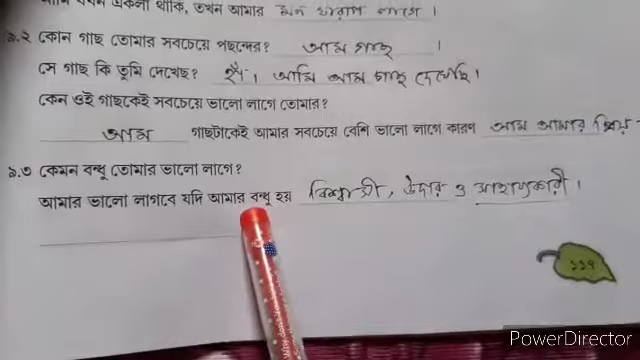 আমি যখন একলা থাকি, তখন আমার মন খারাপ লাগে।
৯.২ কোন গাছ তোমার সবচেয়ে পছন্দের? আম গাছ।
সে গাছ কি তুমি দেখেছ? হ্যাঁ। আমি আম গাছ দেখেছি।
কেন ওই গাছকেই সবচেয়ে ভালো লাগে তোমার?
আম গাছটাকেই আমার সবচেয়ে বেশি ভালো লাগে কারণ আম আমার প্রিয়
৯.৩ কেমন বন্ধু তোমার ভালো লাগে?
আমার ভালো লাগবে যদি আমার বন্ধু হয় বিশ্বাসী, উদার ও সাহায্যকারী।
১১৭
PowerDirector